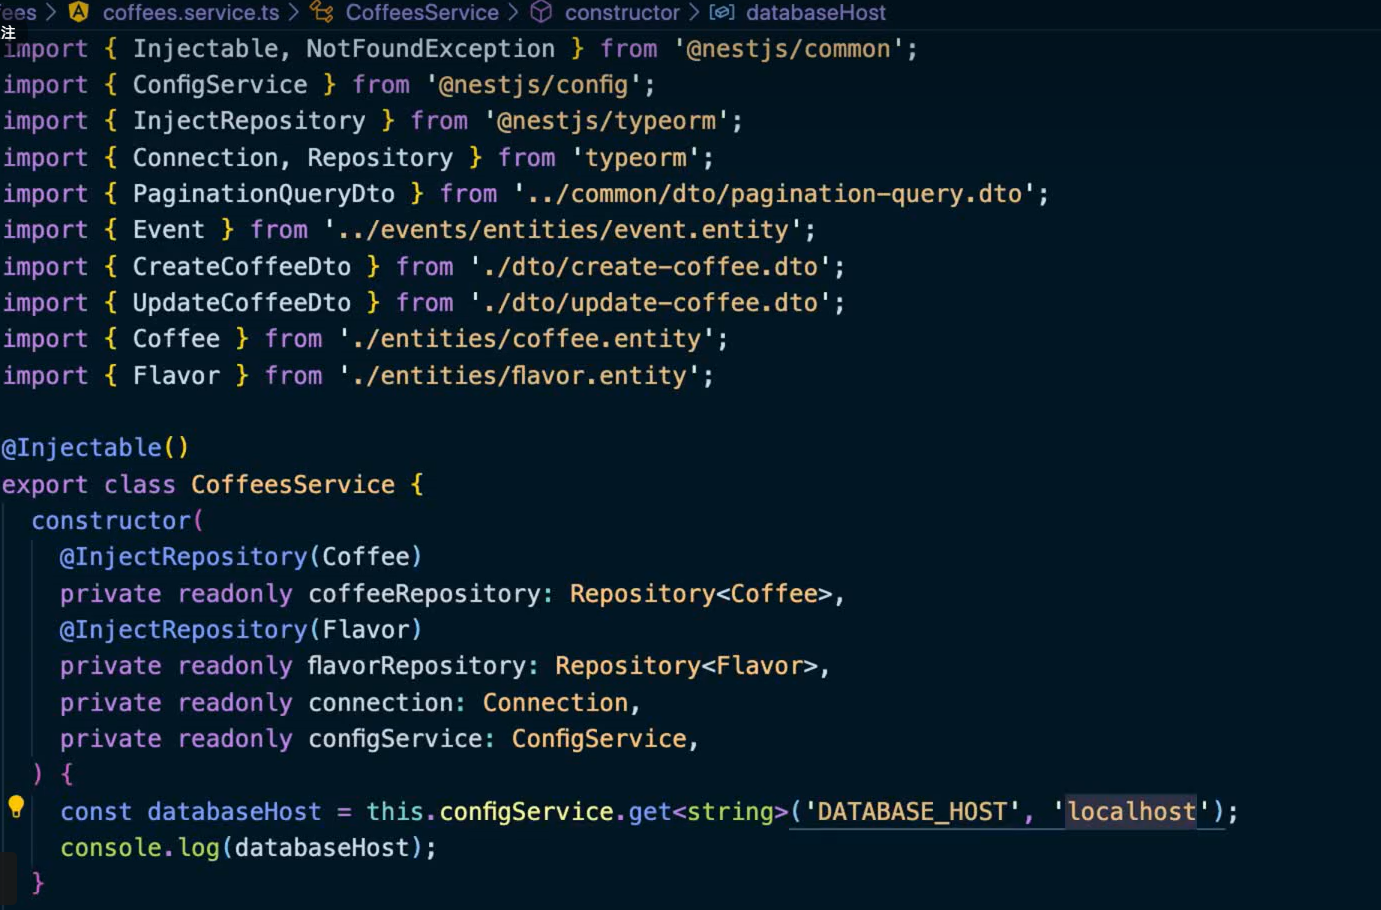 ees > coffees.service.ts > CoffeesService > constructor > databaseHost
注
import { Injectable, NotFoundException } from '@nestjs/common';
import { ConfigService } from '@nestjs/config';
import { InjectRepository } from '@nestjs/typeorm';
import { Connection, Repository } from 'typeorm';
import { PaginationQueryDto } from '../common/dto/pagination-query.dto';
import { Event } from '../events/entities/event.entity';
import { CreateCoffeeDto } from './dto/create-coffee.dto';
import { UpdateCoffeeDto } from './dto/update-coffee.dto';
import { Coffee } from './entities/coffee.entity';
import { Flavor } from './entities/flavor.entity';
@Injectable()
export class CoffeesService {
constructor(
@InjectRepository(Coffee)
private readonly coffeeRepository: Repository<Coffee>,
@InjectRepository(Flavor)
private readonly flavorRepository: Repository<Flavor>,
private readonly connection: Connection,
private readonly configService: ConfigService,
) {
const databaseHost = this.configService.get<string>('DATABASE_HOST', 'localhost');
console.log(databaseHost);
}